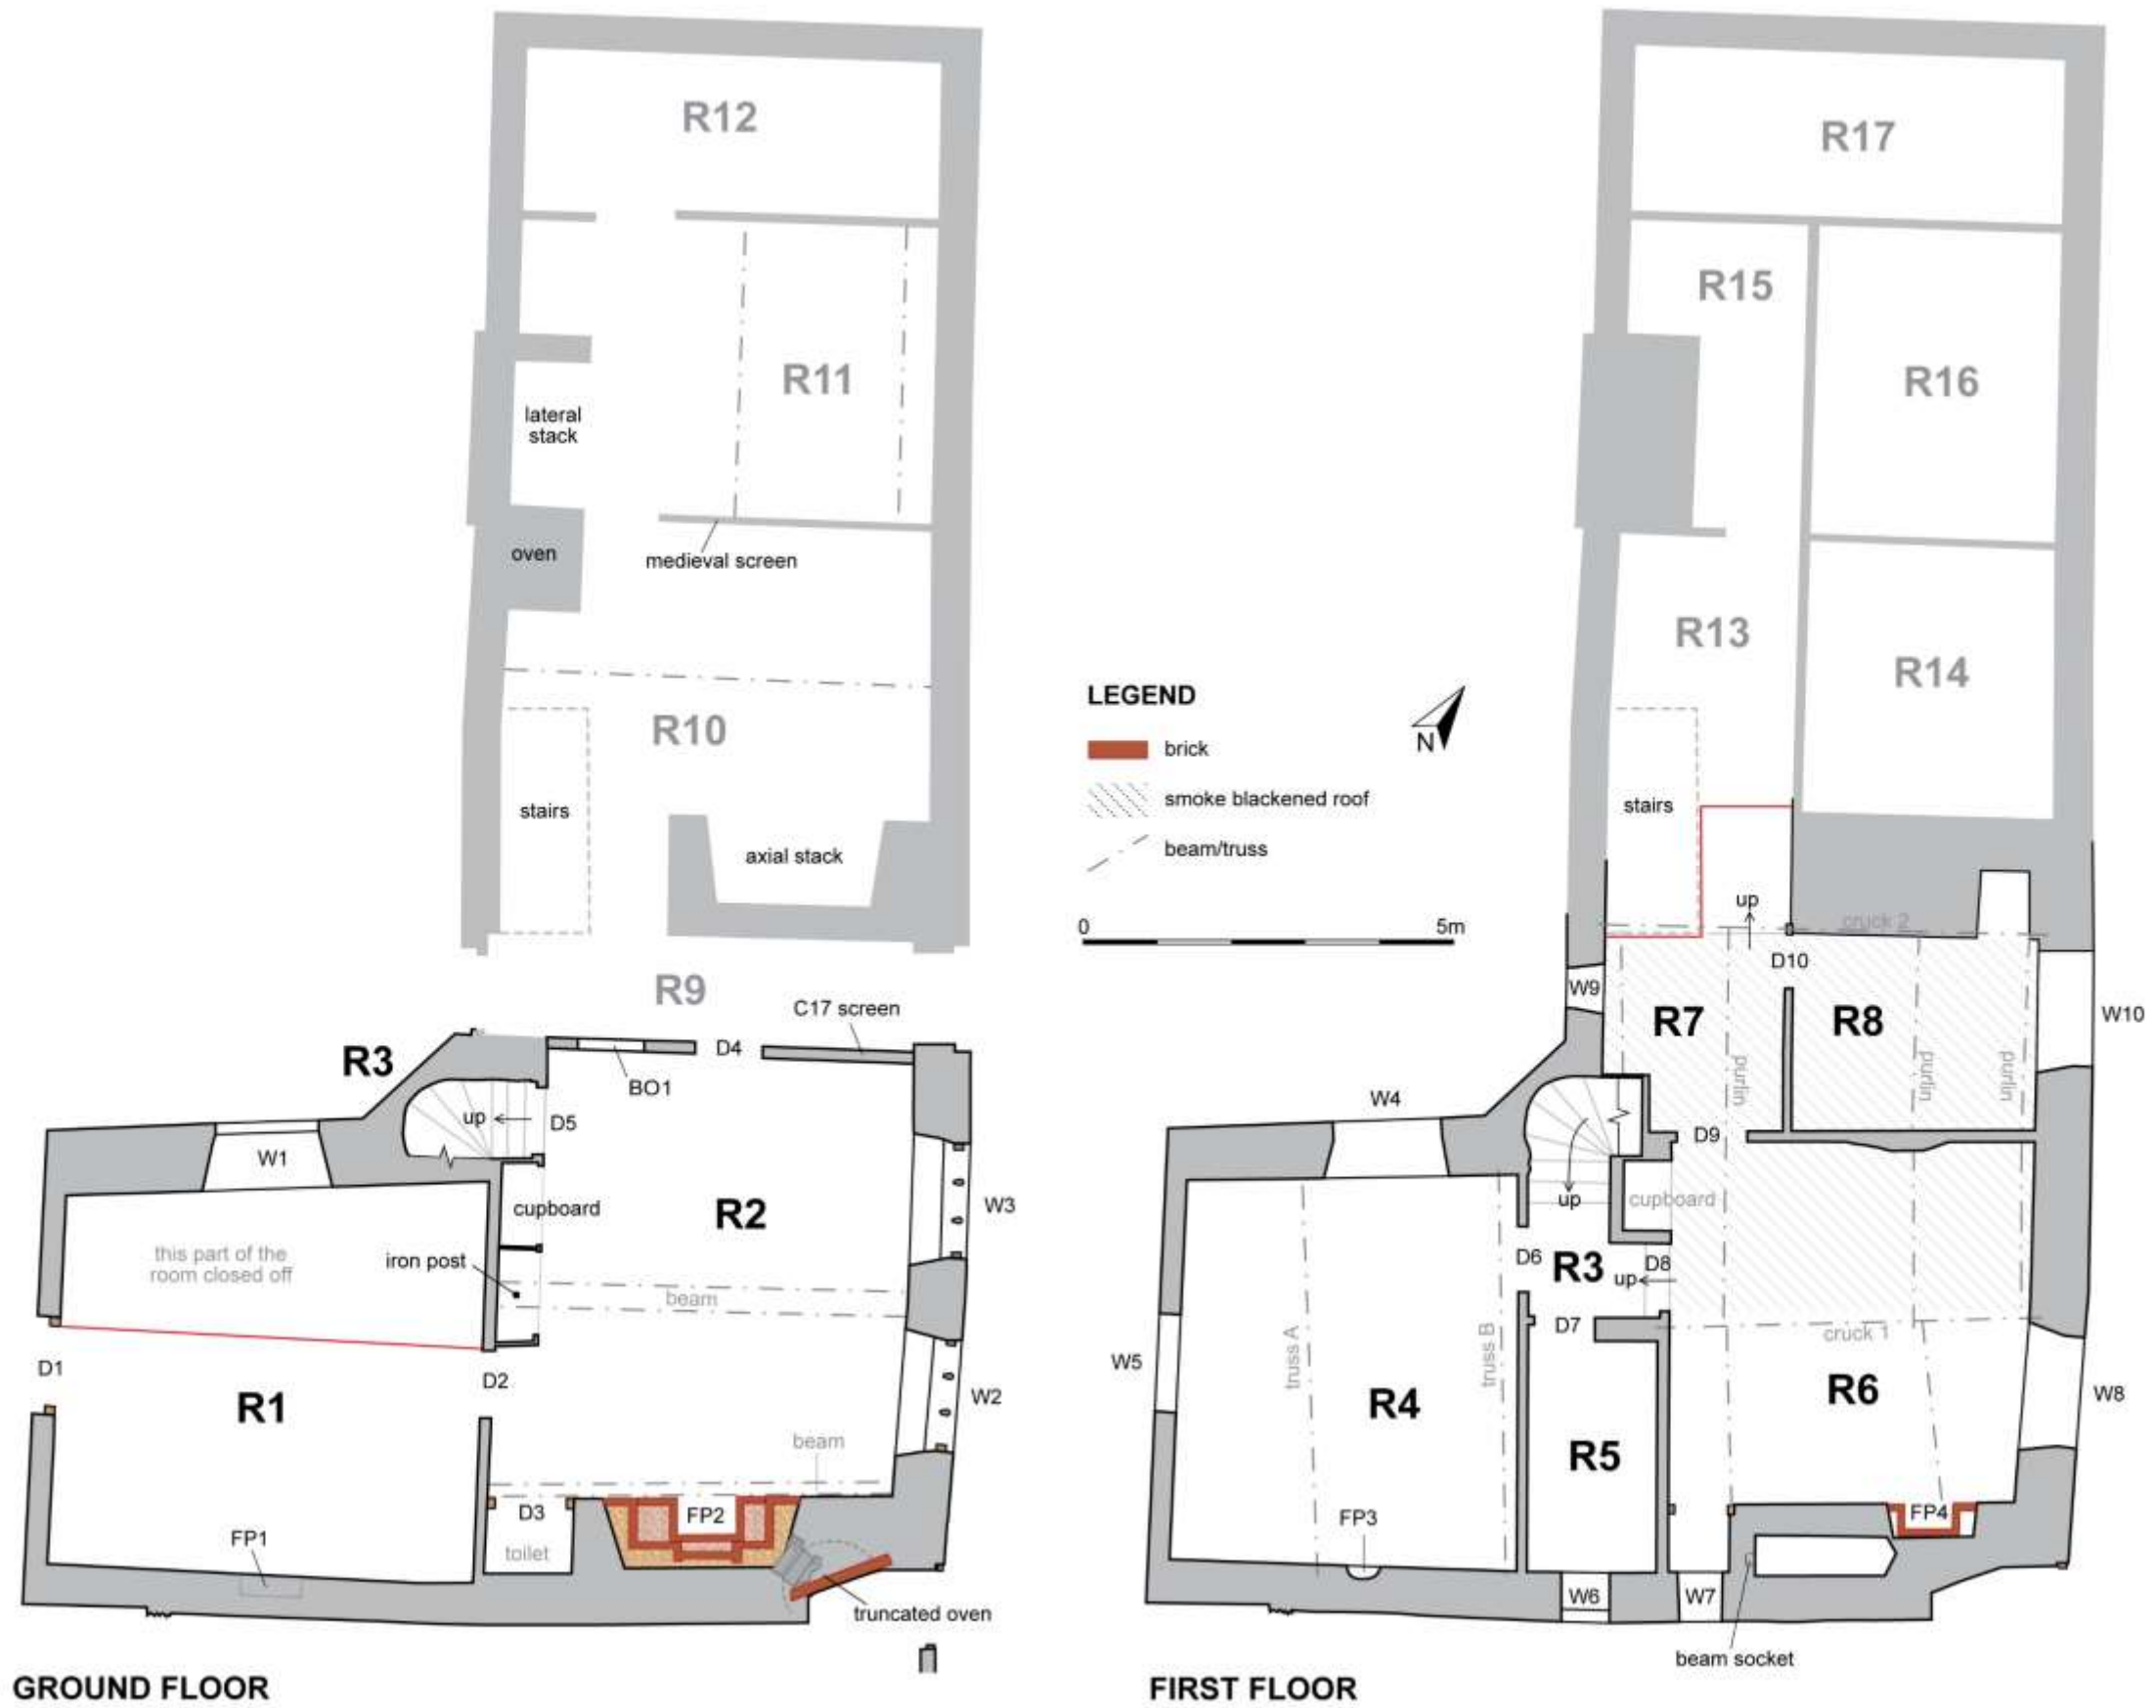 R12
lateral
stack
R11
oven
medieval screen
R10
stairs
axial stack
R9
C17 screen
R3
D4
BO1
up
D5
W1
cupboard
R2
W3
this part of the
room closed off
iron post
beam
D1
D2
R1
W2
beam
D3
FP2
FP1
toilet
truncated oven
GROUND FLOOR
LEGEND
brick
smoke blackened roof
beam/truss
N
0
5m
R17
R15
R16
R13
R14
stairs
up
cruck 2
D10
W9
R7
R8
W10
purlin
purlin
purlin
W4
D9
up
cupboard
D6
R3
D8
up
D7
truss A
truss B
cruck 1
W5
R4
R6
W8
R5
FP3
FP4
W6
W7
beam socket
FIRST FLOOR